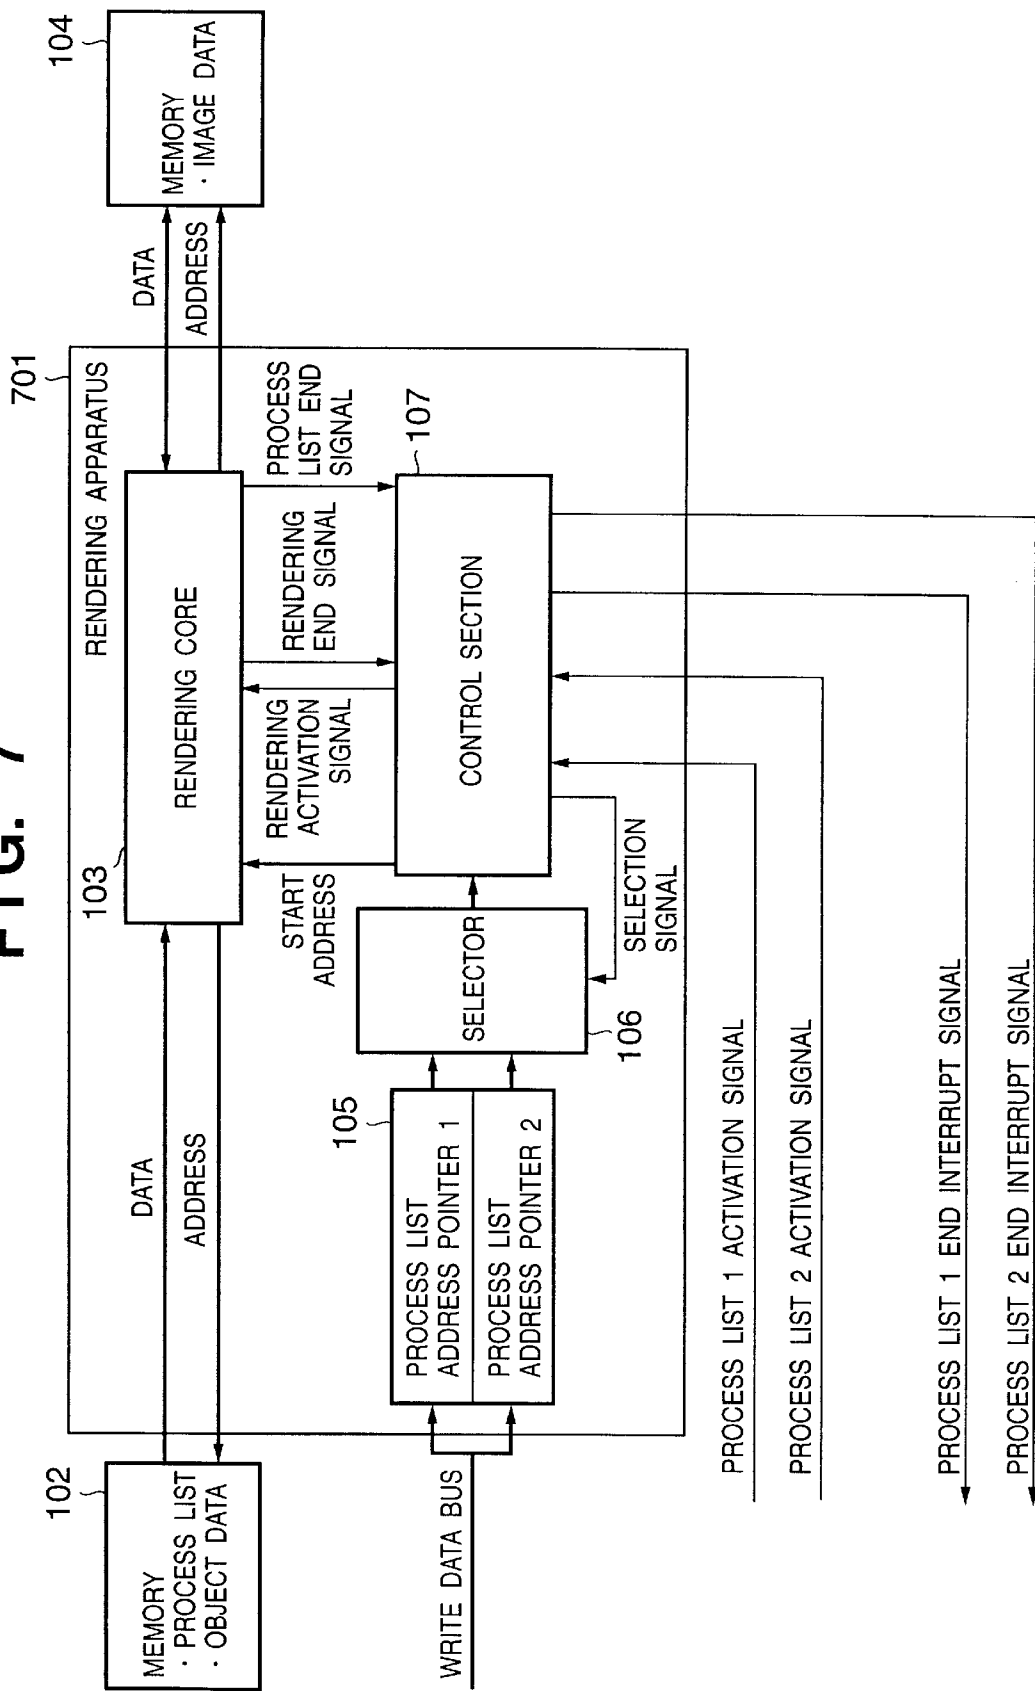 FIG. 7
701
RENDERING APPARATUS
102
MEMORY
· PROCESS LIST
· OBJECT DATA
DATA
ADDRESS
103
RENDERING CORE
DATA
ADDRESS
104
MEMORY
· IMAGE DATA
START
ADDRESS
RENDERING
ACTIVATION
SIGNAL
RENDERING
END SIGNAL
PROCESS
LIST END
SIGNAL
WRITE DATA BUS
105
PROCESS LIST
ADDRESS POINTER 1
PROCESS LIST
ADDRESS POINTER 2
SELECTOR
106
107
CONTROL SECTION
SELECTION
SIGNAL
PROCESS LIST 1 ACTIVATION SIGNAL
PROCESS LIST 2 ACTIVATION SIGNAL
PROCESS LIST 1 END INTERRUPT SIGNAL
PROCESS LIST 2 END INTERRUPT SIGNAL